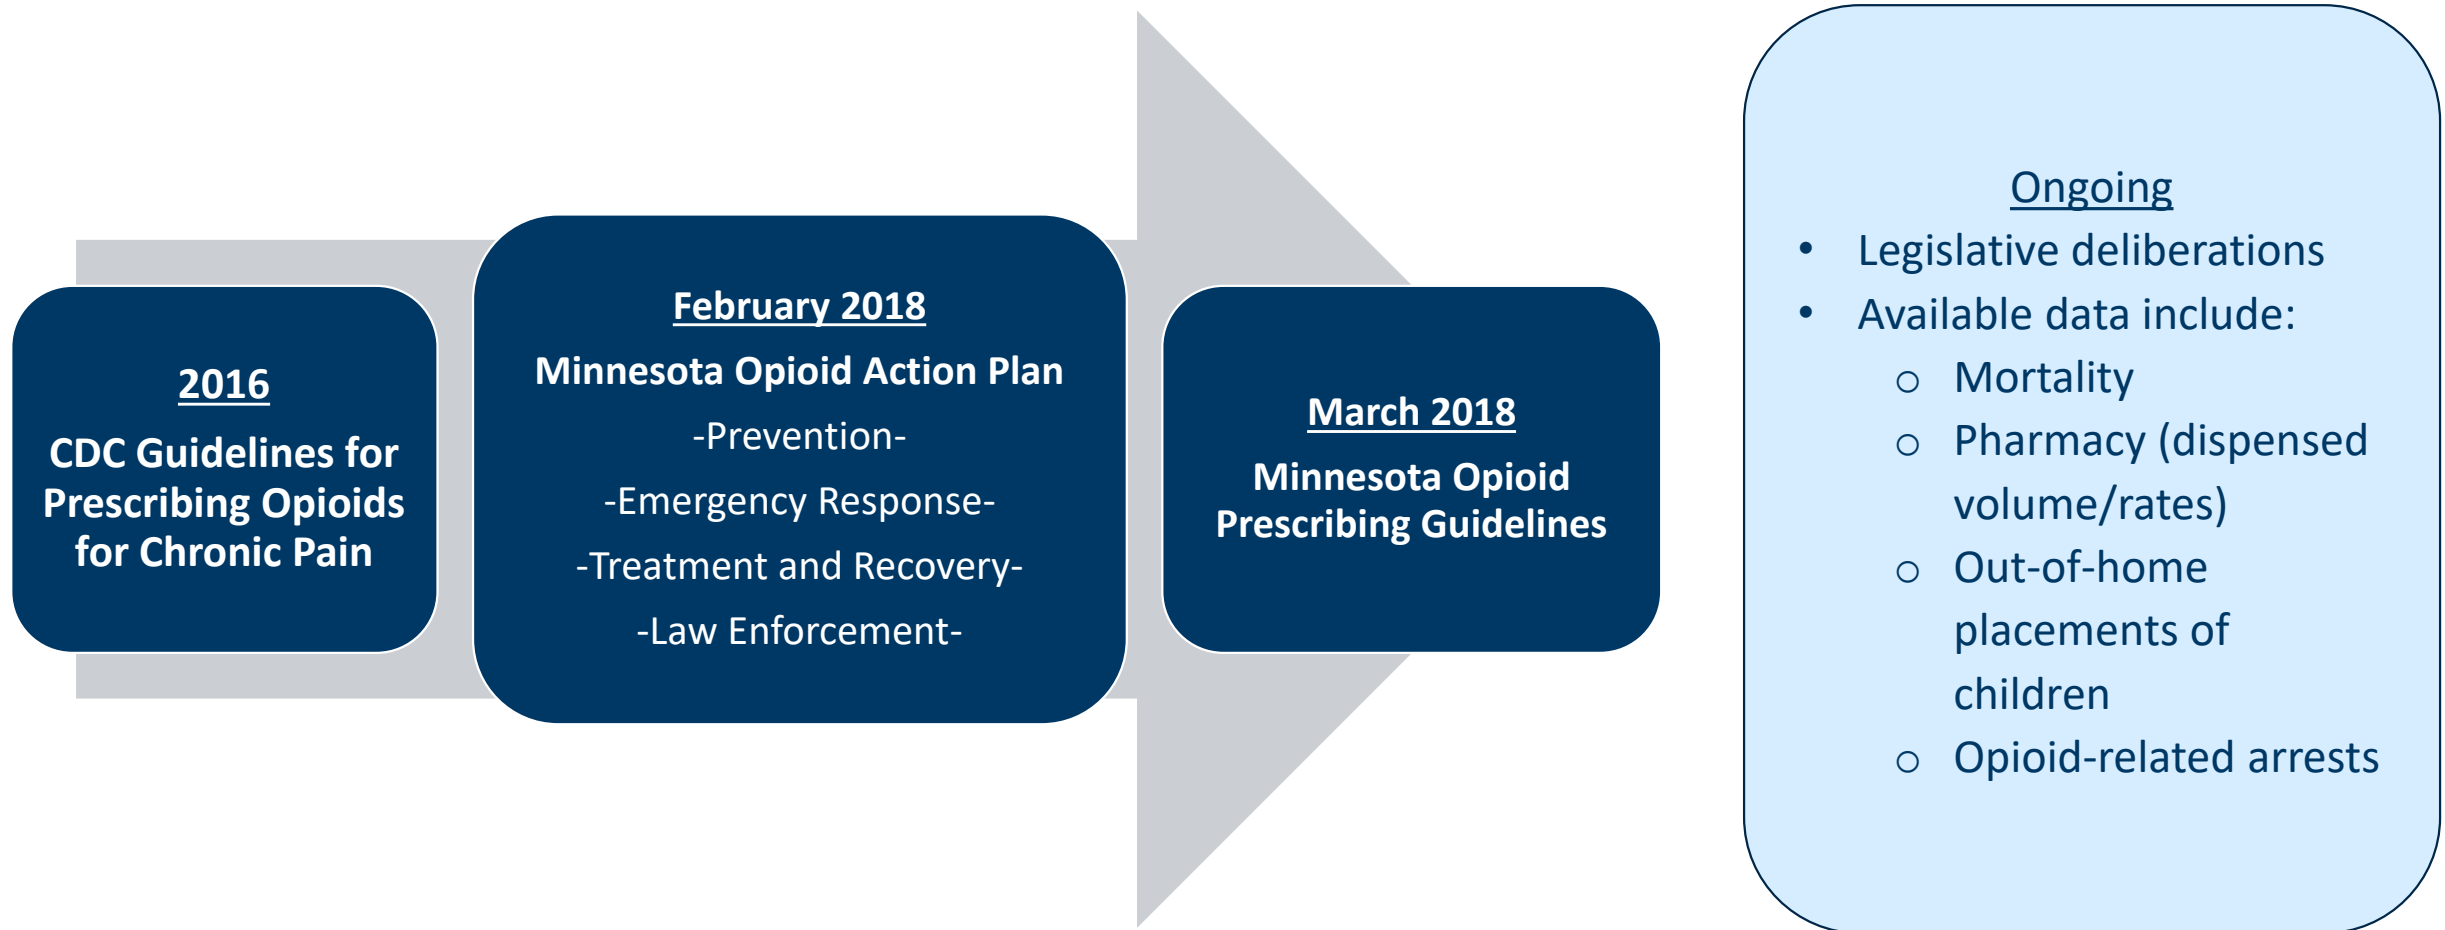 2016
CDC Guidelines for
Prescribing Opioids
for Chronic Pain
February 2018
Minnesota Opioid Action Plan
-Prevention-
-Emergency Response-
-Treatment and Recovery-
-Law Enforcement-
March 2018
Minnesota Opioid
Prescribing Guidelines
Ongoing
• Legislative deliberations
• Available data include:
o Mortality
o Pharmacy (dispensed
volume/rates)
o Out-of-home
placements of
children
o Opioid-related arrests